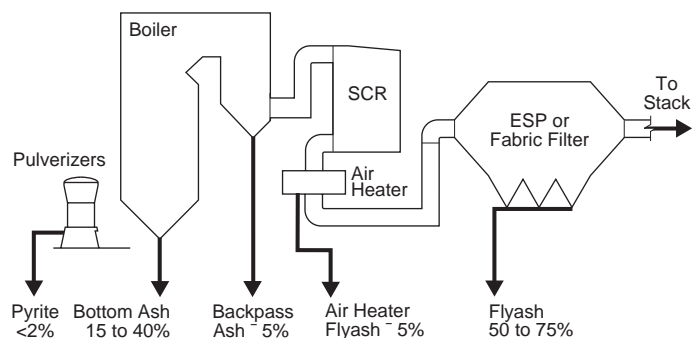 Boiler
SCR
To
Stack
ESP or
Fabric Filter
Pulverizers
Air
Heater
Pyrite
<2%
Bottom Ash
15 to 40%
Backpass
Ash ‾ 5%
Air Heater
Flyash ‾ 5%
Flyash
50 to 75%